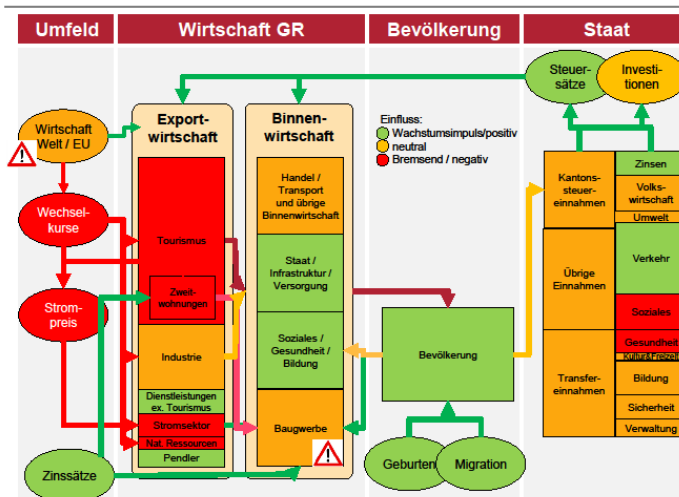 Umfeld
Wirtschaft GR
Bevölkerung
Staat
Wirtschaft
Welt / EU
!
Wechsel-
kurse
Strom-
preis
Zinssätze
Export-
wirtschaft
Tourismus
Zweit-
wohnungen
Industrie
Dienstleistungen
ex. Tourismus
Stromsektor
Nat. Ressourcen
Pendler
Binnen-
wirtschaft
Handel /
Transport
und übrige
Binnenwirtschaft
Staat /
Infrastruktur /
Versorgung
Soziales /
Gesundheit /
Bildung
Baugwerbe
!
Einfluss:
Wachstumsimpuls/positiv
neutral
Bremsend / negativ
Bevölkerung
Geburten
Migration
Steuer-
sätze
Investi-
tionen
Kantons-
steuer-
einnahmen
Übrige
Einnahmen
Transfer-
einnahmen
Zinsen
Volks-
wirtschaft
Umwelt
Verkehr
Soziales
Gesundheit
Kultur&Freizeit
Bildung
Sicherheit
Verwaltung